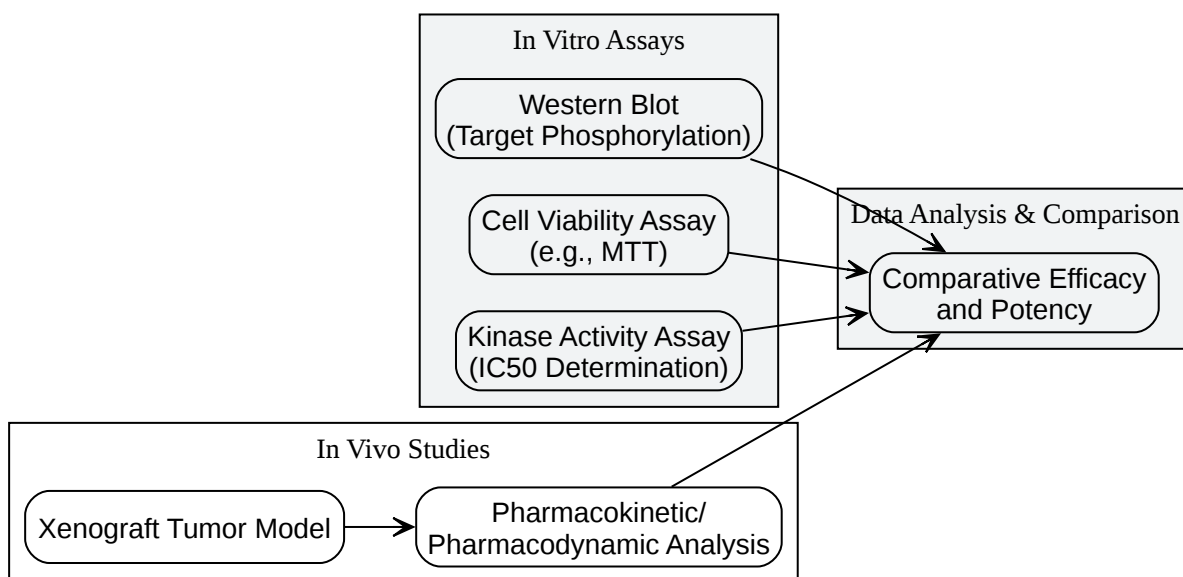 In Vitro Assays
Western Blot
(Target Phosphorylation)
Cell Viability Assay
(e.g., MTT)
Kinase Activity Assay
(IC50 Determination)
Data Analysis & Comparison
Comparative Efficacy
and Potency
In Vivo Studies
Xenograft Tumor Model
Pharmacokinetic/
Pharmacodynamic Analysis